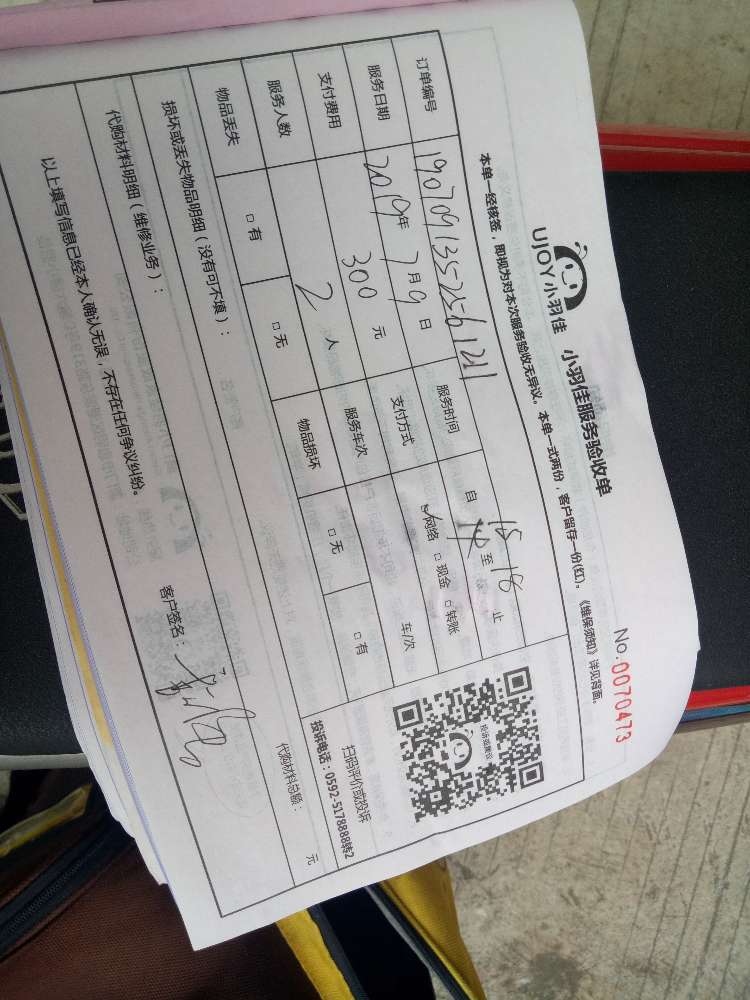 UJOY小羽佳 小羽佳服务验收单
No.0070473
本单一经核签，即视为对本次服务验收无异议。本单一式两份，客户留存一份(红)。《维保须知》详见背面。
订单编号 190709135256121 服务时间 自 15 至 18 止
服务日期 2019年 7月 9日 支付方式 ☑网络 □现金 □转账
支付费用 300 元 服务车次 车/次
服务人数 2 人 物品损坏 □无 □有
物品丢失 □有 □无
投诉或建议
扫码评价或投诉
投诉电话：0592-5178888转2
损坏或丢失物品明细（没有可不填）：
代购材料明细（维修业务）：
代购材料总额： 元
以上填写信息已经本人确认无误，不存在任何争议纠纷。
客户签名：